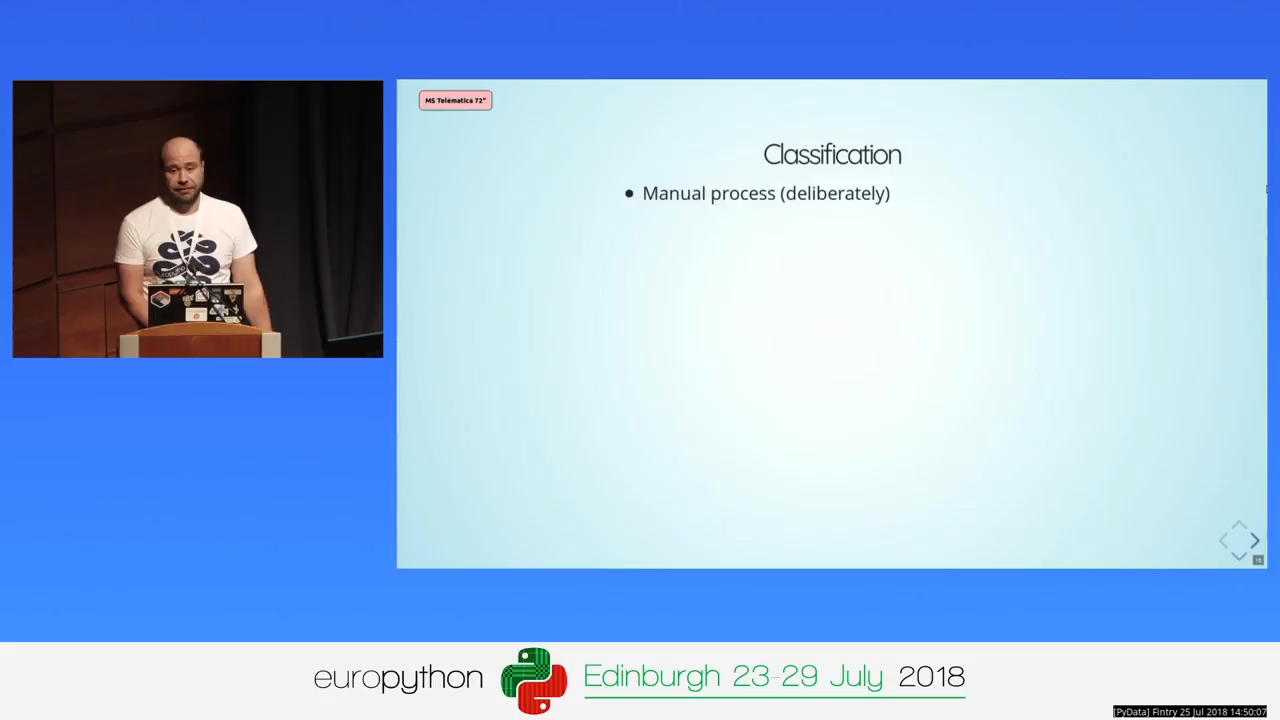 MS Telematica 72"
Classification
Manual process (deliberately)
europython Edinburgh 23-29 July 2018
[PyData] Fintry 25 Jul 2018 14:50:07